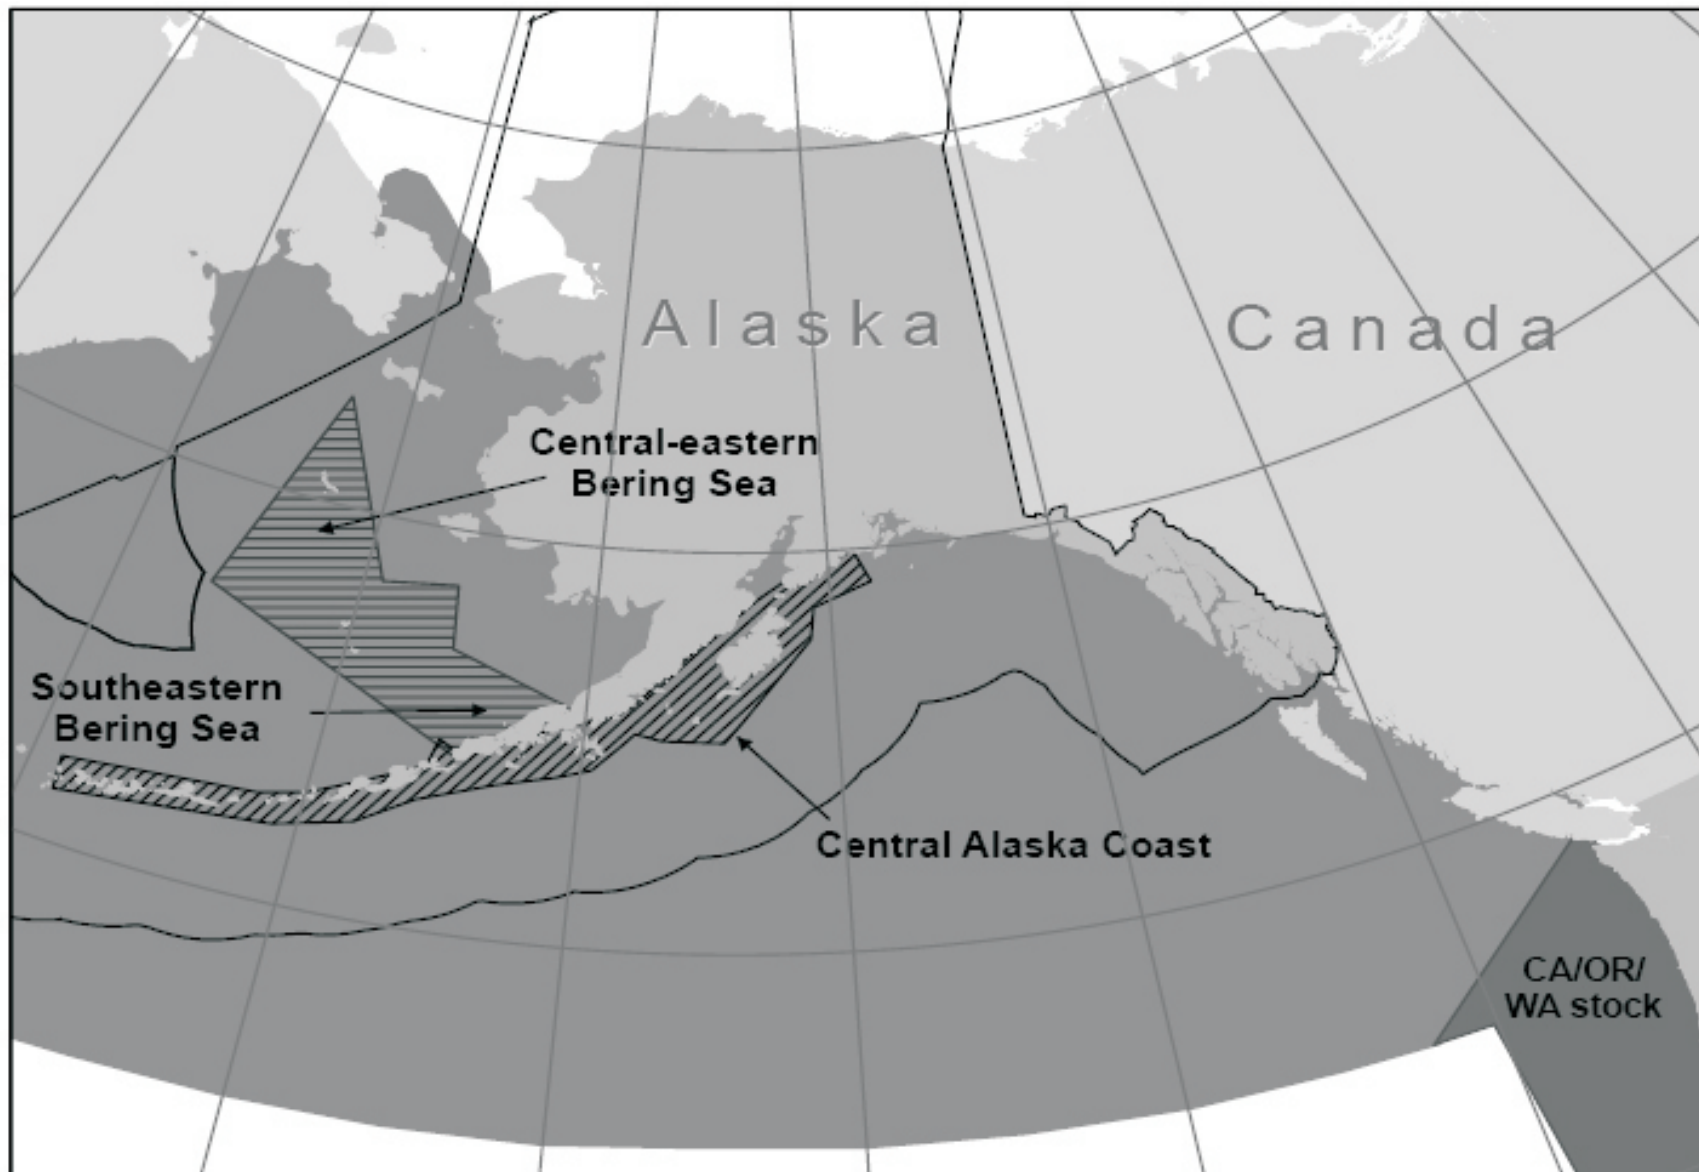 Alaska
Canada
Central-eastern
Bering Sea
Southeastern
Bering Sea
Central Alaska Coast
CA/OR/
WA stock